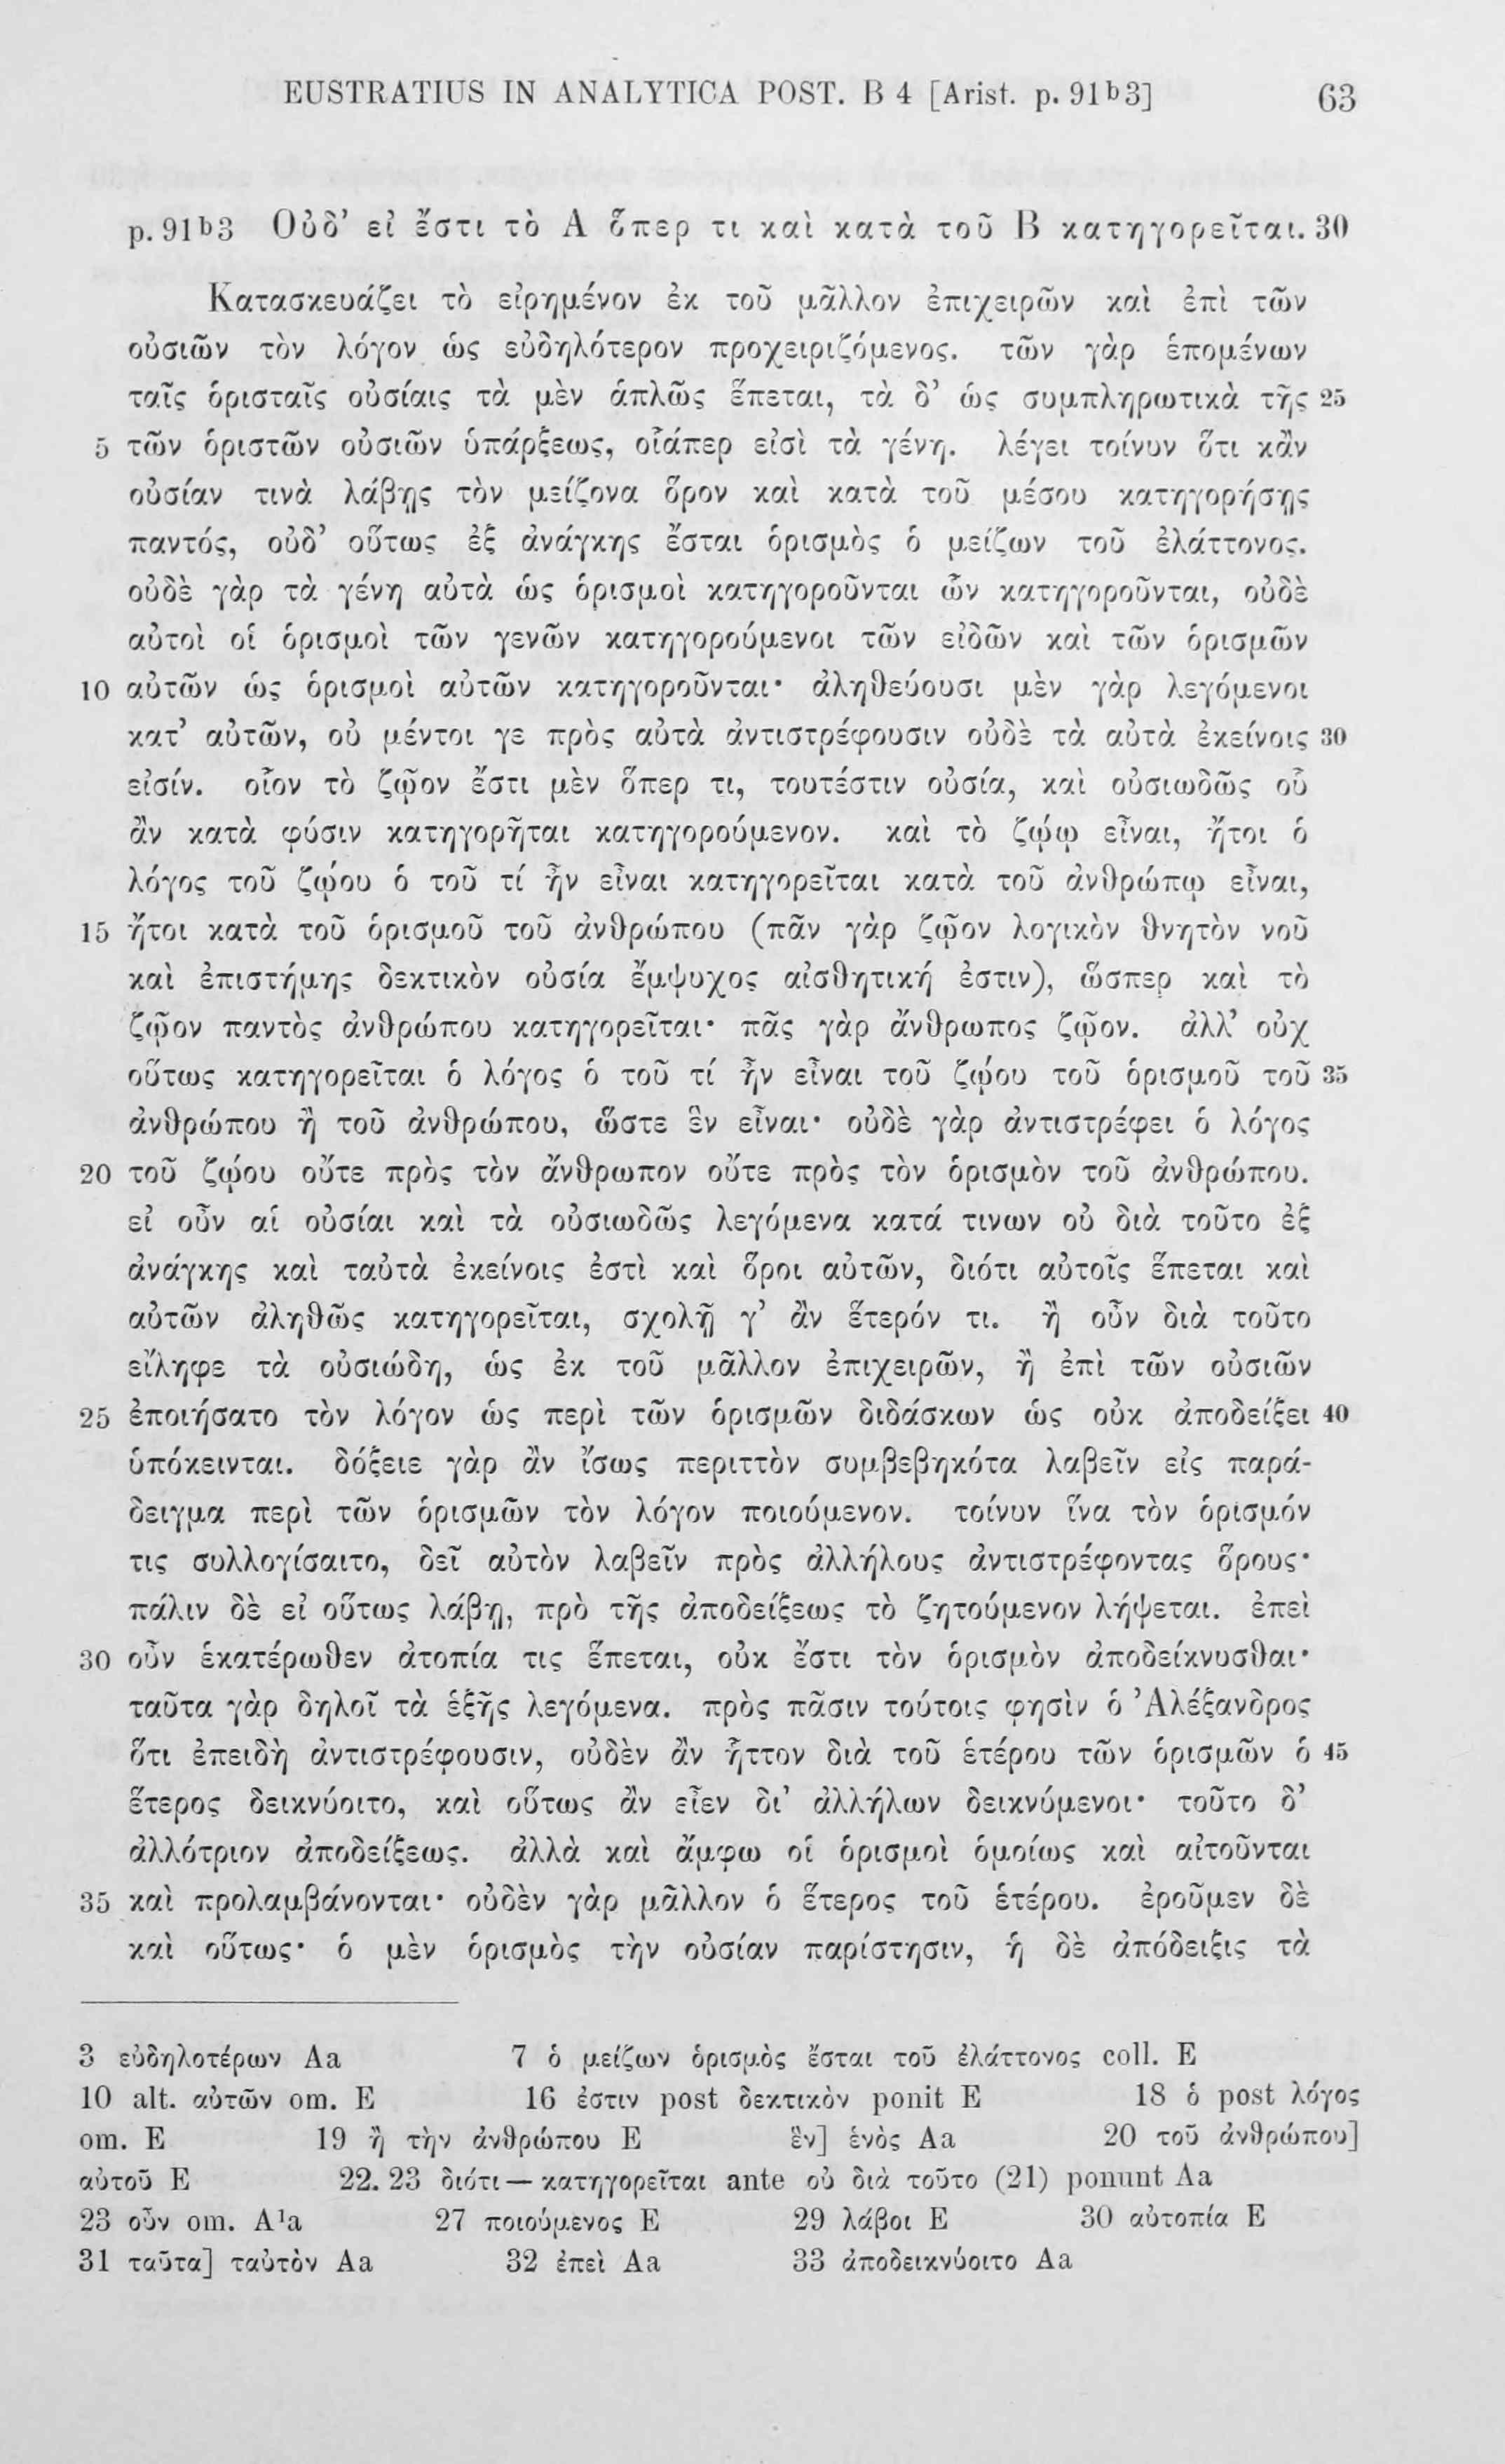 EUSTRATIUS IN ANALYTICA POST. B 4 [Arist. p. 91b3] 63
p. 91b3 Οὐδ’ εἰ ἔστι τὸ Α ὅπερ τι καὶ κατὰ τοῦ Β κατηγορεῖται. 30
Κατασκευάζει τὸ εἰρημένον ἐκ τοῦ μᾶλλον ἐπιχειρῶν καὶ ἐπὶ τῶν
οὐσιῶν τὸν λόγον ὡς εὐδηλότερον προχειριζόμενος. τῶν γὰρ ἑπομένων
ταῖς ὁρισταῖς οὐσίαις τὰ μὲν ἁπλῶς ἕπεται, τὰ δ’ ὡς συμπληρωτικὰ τῆς 25
5 τῶν ὁριστῶν οὐσιῶν ὑπάρξεως, οἷάπερ εἰσὶ τὰ γένη. λέγει τοίνυν ὅτι κἂν
οὐσίαν τινὰ λάβῃς τὸν μείζονα ὅρον καὶ κατὰ τοῦ μέσου κατηγορήσῃς
παντός, οὐδ’ οὕτως ἐξ ἀνάγκης ἔσται ὁρισμὸς ὁ μείζων τοῦ ἐλάττονος.
οὐδὲ γὰρ τὰ γένη αὐτὰ ὡς ὁρισμοὶ κατηγοροῦνται ὧν κατηγοροῦνται, οὐδὲ
αὐτοὶ οἱ ὁρισμοὶ τῶν γενῶν κατηγορούμενοι τῶν εἰδῶν καὶ τῶν ὁρισμῶν
10 αὐτῶν ὡς ὁρισμοὶ αὐτῶν κατηγοροῦνται· ἀληθεύουσι μὲν γὰρ λεγόμενοι
κατ’ αὐτῶν, οὐ μέντοι γε πρὸς αὐτὰ ἀντιστρέφουσιν οὐδὲ τὰ αὐτὰ ἐκείνοις 30
εἰσίν. οἷον τὸ ζῷον ἔστι μὲν ὅπερ τι, τουτέστιν οὐσία, καὶ οὐσιωδῶς οὗ
ἂν κατὰ φύσιν κατηγορῆται κατηγορούμενον. καὶ τὸ ζῴῳ εἶναι, ἤτοι ὁ
λόγος τοῦ ζῴου ὁ τοῦ τί ἦν εἶναι κατηγορεῖται κατὰ τοῦ ἀνθρώπῳ εἶναι,
15 ἤτοι κατὰ τοῦ ὁρισμοῦ τοῦ ἀνθρώπου (πᾶν γὰρ ζῷον λογικὸν θνητὸν νοῦ
καὶ ἐπιστήμης δεκτικὸν οὐσία ἔμψυχος αἰσθητική ἐστιν), ὥσπερ καὶ τὸ
ζῷον παντὸς ἀνθρώπου κατηγορεῖται· πᾶς γὰρ ἄνθρωπος ζῷον. ἀλλ’ οὐχ
οὕτως κατηγορεῖται ὁ λόγος ὁ τοῦ τί ἦν εἶναι τοῦ ζῴου τοῦ ὁρισμοῦ τοῦ 35
ἀνθρώπου ἢ τοῦ ἀνθρώπου, ὥστε ἓν εἶναι· οὐδὲ γὰρ ἀντιστρέφει ὁ λόγος
20 τοῦ ζῴου οὔτε πρὸς τὸν ἄνθρωπον οὔτε πρὸς τὸν ὁρισμὸν τοῦ ἀνθρώπου.
εἰ οὖν αἱ οὐσίαι καὶ τὰ οὐσιωδῶς λεγόμενα κατά τινων οὐ διὰ τοῦτο ἐξ
ἀνάγκης καὶ ταὐτὰ ἐκείνοις ἐστὶ καὶ ὅροι αὐτῶν, διότι αὐτοῖς ἕπεται καὶ
αὐτῶν ἀληθῶς κατηγορεῖται, σχολῇ γ’ ἂν ἕτερόν τι. ἢ οὖν διὰ τοῦτο
εἴληφε τὰ οὐσιώδη, ὡς ἐκ τοῦ μᾶλλον ἐπιχειρῶν, ἢ ἐπὶ τῶν οὐσιῶν
25 ἐποιήσατο τὸν λόγον ὡς περὶ τῶν ὁρισμῶν διδάσκων ὡς οὐκ ἀποδείξει 40
ὑπόκεινται. δόξειε γὰρ ἂν ἴσως περιττὸν συμβεβηκότα λαβεῖν εἰς παρά-
δειγμα περὶ τῶν ὁρισμῶν τὸν λόγον ποιούμενον. τοίνυν ἵνα τὸν ὁρισμόν
τις συλλογίσαιτο, δεῖ αὐτὸν λαβεῖν πρὸς ἀλλήλους ἀντιστρέφοντας ὅρους·
πάλιν δὲ εἰ οὕτως λάβῃ, πρὸ τῆς ἀποδείξεως τὸ ζητούμενον λήψεται. ἐπεὶ
30 οὖν ἑκατέρωθεν ἀτοπία τις ἕπεται, οὐκ ἔστι τὸν ὁρισμὸν ἀποδείκνυσθαι·
ταῦτα γὰρ δηλοῖ τὰ ἑξῆς λεγόμενα. πρὸς πᾶσιν τούτοις φησὶν ὁ Ἀλέξανδρος
ὅτι ἐπειδὴ ἀντιστρέφουσιν, οὐδὲν ἂν ἧττον διὰ τοῦ ἑτέρου τῶν ὁρισμῶν ὁ 45
ἕτερος δεικνύοιτο, καὶ οὕτως ἂν εἶεν δι’ ἀλλήλων δεικνύμενοι· τοῦτο δ’
ἀλλότριον ἀποδείξεως. ἀλλὰ καὶ ἄμφω οἱ ὁρισμοὶ ὁμοίως καὶ αἰτοῦνται
35 καὶ προλαμβάνονται· οὐδὲν γὰρ μᾶλλον ὁ ἕτερος τοῦ ἑτέρου. ἐροῦμεν δὲ
καὶ οὕτως· ὁ μὲν ὁρισμὸς τὴν οὐσίαν παρίστησιν, ἡ δὲ ἀπόδειξις τὰ
3 εὐδηλοτέρων Aa 7 ὁ μείζων ὁρισμὸς ἔσται τοῦ ἐλάττονος coll. E
10 alt. αὐτῶν om. E 16 ἐστιν post δεκτικὸν ponit E 18 ὁ post λόγος
om. E 19 ἢ τὴν ἀνθρώπου E ἓν] ἑνὸς Aa 20 τοῦ ἀνθρώπου]
αὐτοῦ E 22. 23 διότι — κατηγορεῖται ante οὐ διὰ τοῦτο (21) ponunt Aa
23 οὖν om. A¹a 27 ποιούμενος E 29 λάβοι E 30 αὐτοπία E
31 ταῦτα] ταὐτὸν Aa 32 ἐπεὶ Aa 33 ἀποδεικνύοιτο Aa